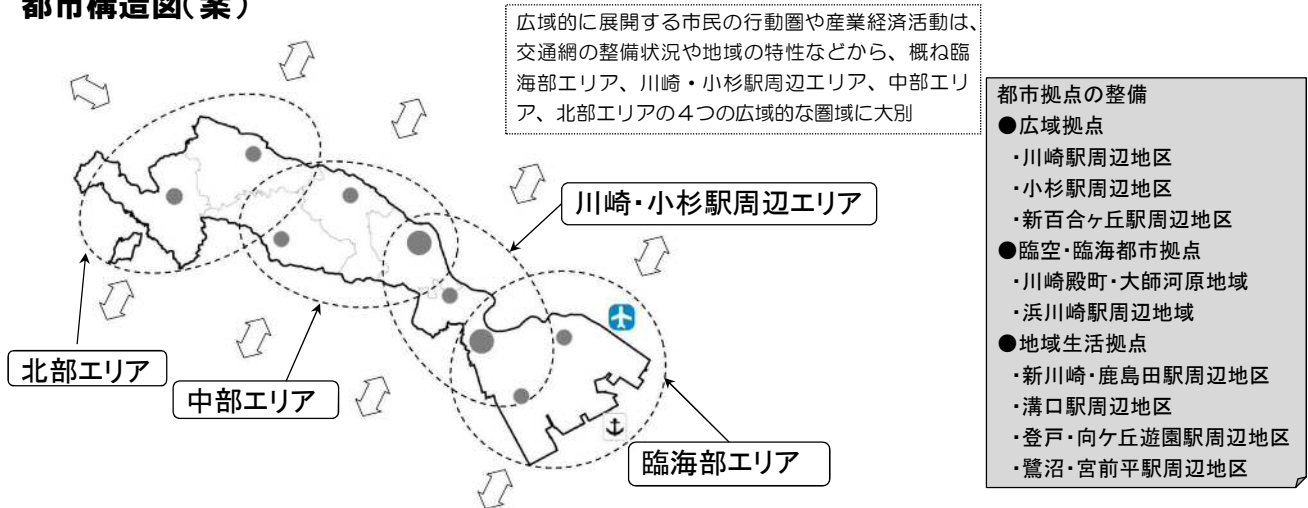 都市構造図(案)
広域的に展開する市民の行動圏や産業経済活動は、
交通網の整備状況や地域の特性などから、概ね臨
海部エリア、川崎・小杉駅周辺エリア、中部エリ
ア、北部エリアの4つの広域的な圏域に大別
都市拠点の整備
●広域拠点
・川崎駅周辺地区
・小杉駅周辺地区
・新百合ヶ丘駅周辺地区
●臨空・臨海都市拠点
・川崎殿町・大師河原地域
・浜川崎駅周辺地域
●地域生活拠点
・新川崎・鹿島田駅周辺地区
・溝口駅周辺地区
・登戸・向ケ丘遊園駅周辺地区
・鷺沼・宮前平駅周辺地区
川崎・小杉駅周辺エリア
北部エリア
中部エリア
臨海部エリア